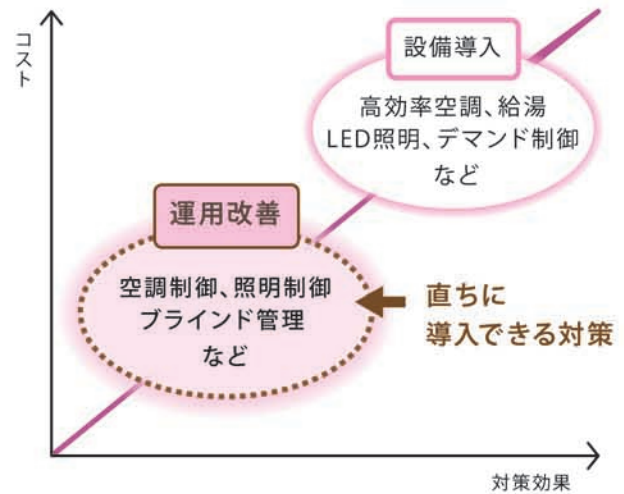 コスト
設備導入
高効率空調、給湯
LED照明、デマンド制御
など
運用改善
空調制御、照明制御
ブラインド管理
など
直ちに
導入できる対策
対策効果